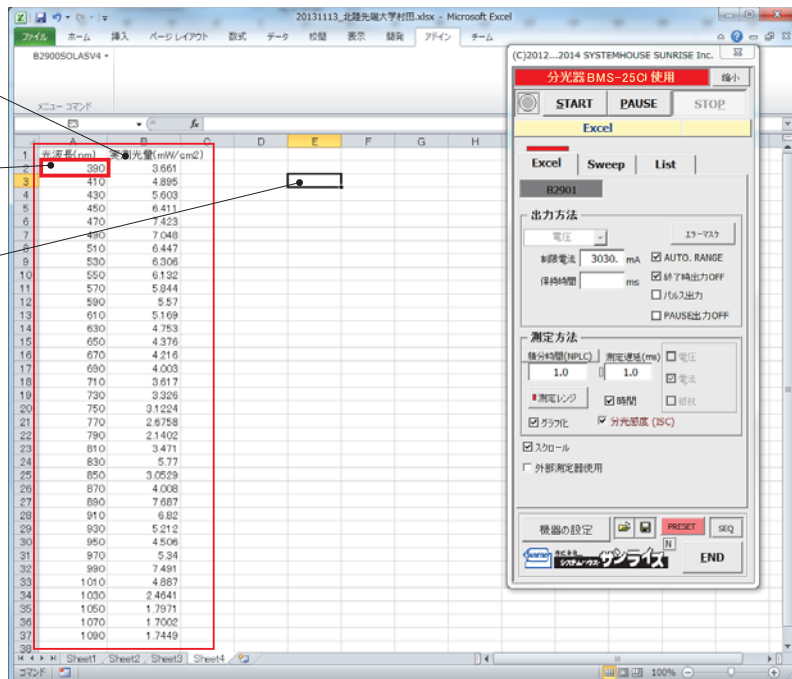 20131113_北陸先端大学村田.xlsx - Microsoft Excel
ファイル ホーム 挿入 ページ レイアウト 数式 データ 校閲 表示 開発 アドイン チーム
B2900SOLASV4
メニュー コマンド
E3 fx
A B C D E F G H
1 光波長(nm) 実測光量(mW/cm2)
2 390 3.661
3 410 4.895
4 430 5.603
5 450 6.411
6 470 7.423
7 490 7.048
8 510 6.447
9 530 6.306
10 550 6.132
11 570 5.844
12 590 5.57
13 610 5.169
14 630 4.753
15 650 4.376
16 670 4.216
17 690 4.003
18 710 3.617
19 730 3.326
20 750 3.1224
21 770 2.6758
22 790 2.1402
23 810 3.471
24 830 5.77
25 850 3.0529
26 870 4.008
27 890 7.687
28 910 6.82
29 930 5.212
30 950 4.506
31 970 5.34
32 990 7.491
33 1010 4.887
34 1030 2.4641
35 1050 1.7971
36 1070 1.7002
37 1090 1.7449
38
Sheet1 Sheet2 Sheet3 Sheet4
コマンド 100%
(C)2012...2014 SYSTEMHOUSE SUNRISE Inc.
分光器BMS-25CI 使用 縮小
START PAUSE STOP
Excel
Excel Sweep List
B2901
出力方法
電圧 エラーマスク
制限電流 3030. mA AUTO. RANGE
保持時間 ms 終了時出力OFF
パルス出力
PAUSE出力OFF
測定方法
積分時間(NPLC) 測定遅延(ms) 電圧
1.0 1.0 電流
測定レンジ 時間 抵抗
グラフ化 分光感度 (ISC)
スクロール
外部測定器使用
機器の設定 PRESET SEQ
N
Sunrise 株式会社 システムハウス・サンライズ END